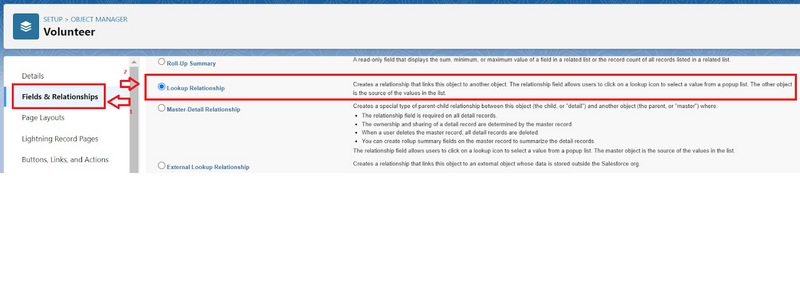 SETUP > OBJECT MANAGER
Volunteer
Details
Fields & Relationships
Page Layouts
Lightning Record Pages
Buttons, Links, and Actions
2
1
Roll-Up Summary
A read-only field that displays the sum, minimum, or maximum value of a field in a related list or the record count of all records listed in a related list.
Lookup Relationship
Creates a relationship that links this object to another object. The relationship field allows users to click on a lookup icon to select a value from a popup list. The other object
is the source of the values in the list.
Master-Detail Relationship
Creates a special type of parent-child relationship between this object (the child, or "detail") and another object (the parent, or "master") where:
• The relationship field is required on all detail records.
• The ownership and sharing of a detail record are determined by the master record
• When a user deletes the master record, all detail records are deleted.
• You can create rollup summary fields on the master record to summarize the detail records.
The relationship field allows users to click on a lookup icon to select a value from a popup list. The master object is the source of the values in the list.
External Lookup Relationship
Creates a relationship that links this object to an external object whose data is stored outside the Salesforce org.